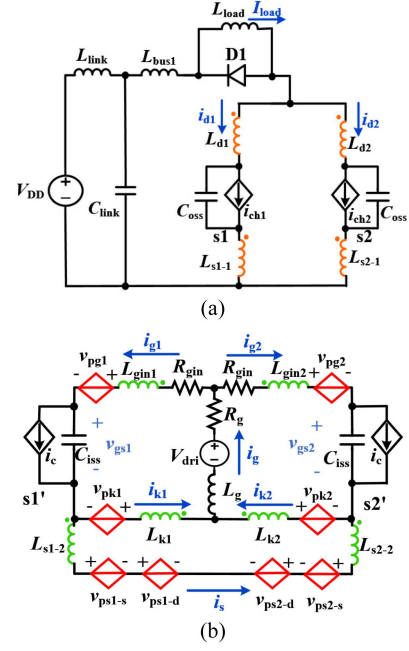 L_load I_load
L_link L_bus1 D1
i_d1 i_d2
L_d1 L_d2
V_DD + - C_link C_oss i_ch1 i_ch2 C_oss
s1 s2
L_s1-1 L_s2-1
(a)
i_g1 i_g2
v_pg1 L_gin1 R_gin R_gin L_gin2 v_pg2
- + + -
R_g
i_c C_iss + v_gs1 - V_dri + - i_g + v_gs2 - C_iss i_c
s1' v_pk1 i_k1 L_g i_k2 v_pk2 s2'
- + + -
L_s1-2 L_k1 L_k2 L_s2-2
+ - + - + - + -
v_ps1-s v_ps1-d i_s v_ps2-d v_ps2-s
(b)